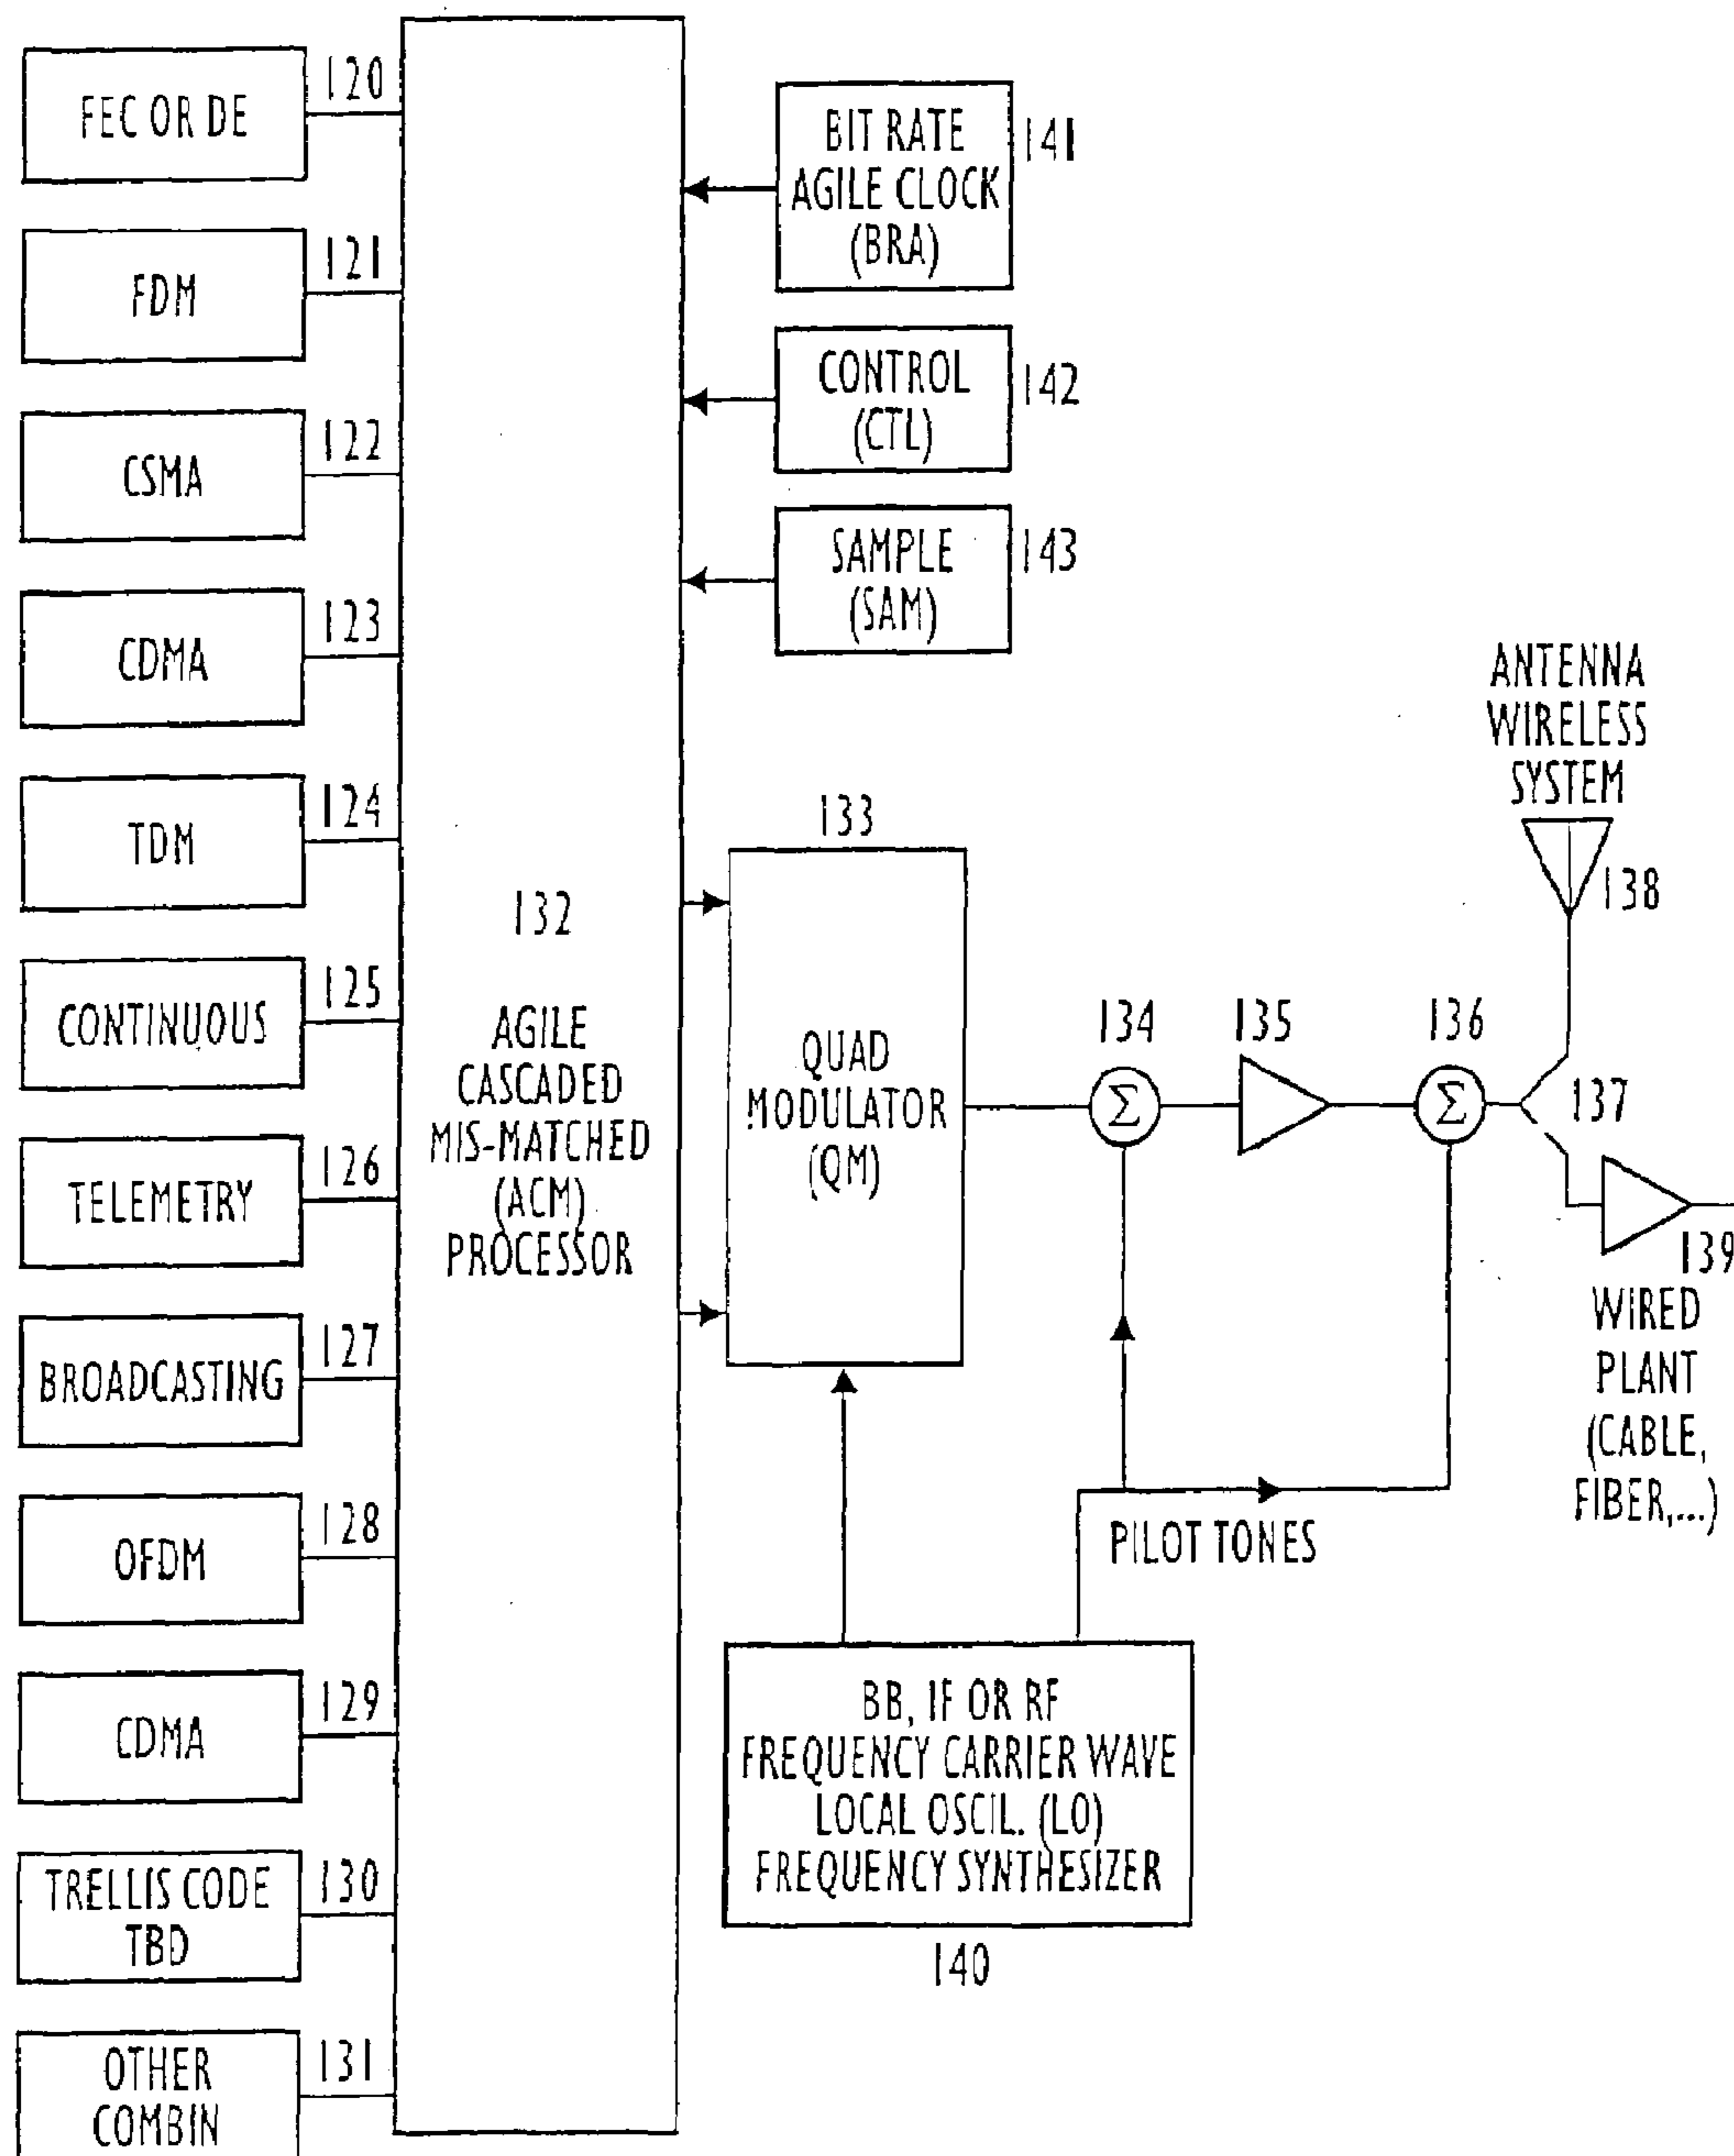 FEC OR DE
120
FDM
121
CSMA
122
CDMA
123
TDM
124
CONTINUOUS
125
TELEMETRY
126
BROADCASTING
127
OFDM
128
CDMA
129
TRELLIS CODE
TBD
130
OTHER
COMBIN
131
132
AGILE
CASCADED
MIS-MATCHED
(ACM)
PROCESSOR
BIT RATE
AGILE CLOCK
(BRA)
141
CONTROL
(CTL)
142
SAMPLE
(SAM)
143
133
QUAD
MODULATOR
(QM)
134
Σ
135
136
Σ
137
ANTENNA
WIRELESS
SYSTEM
138
139
WIRED
PLANT
(CABLE,
FIBER,...)
PILOT TONES
BB, IF OR RF
FREQUENCY CARRIER WAVE
LOCAL OSCIL. (LO)
FREQUENCY SYNTHESIZER
140